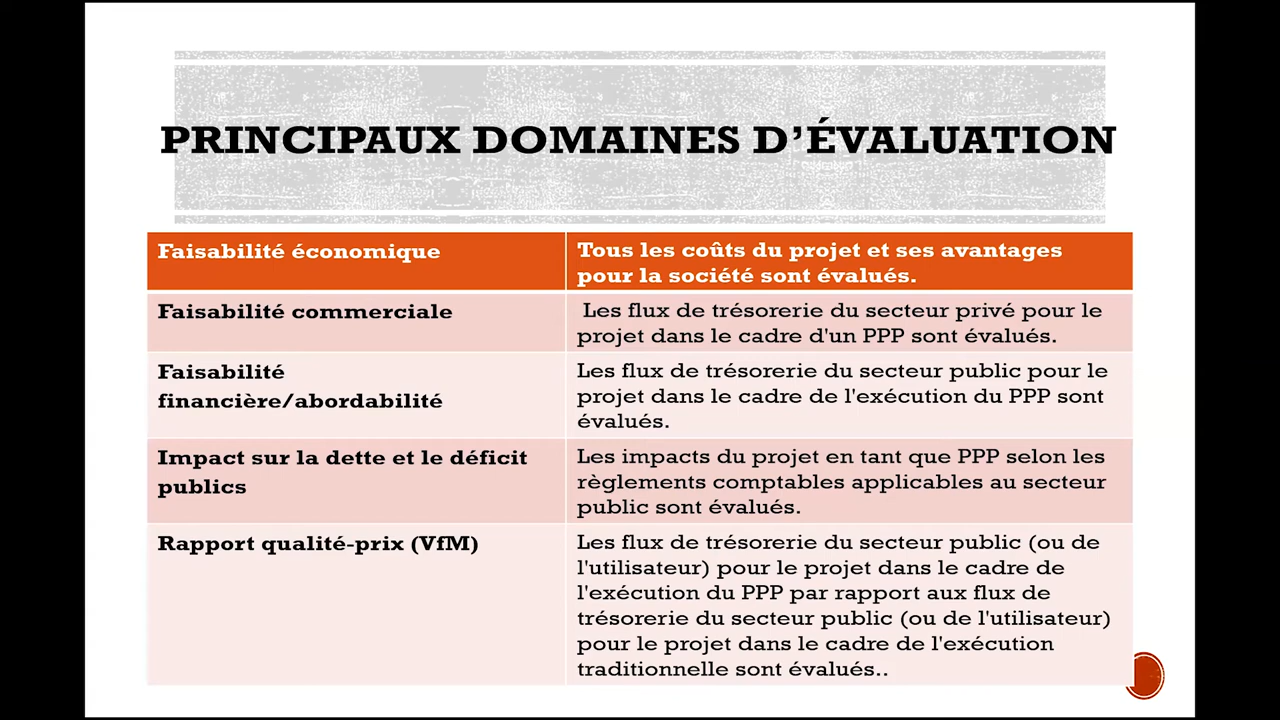 PRINCIPAUX DOMAINES D’ÉVALUATION
Faisabilité économique
Tous les coûts du projet et ses avantages
pour la société sont évalués.
Faisabilité commerciale
Les flux de trésorerie du secteur privé pour le
projet dans le cadre d'un PPP sont évalués.
Faisabilité
financière/abordabilité
Les flux de trésorerie du secteur public pour le
projet dans le cadre de l'exécution du PPP sont
évalués.
Impact sur la dette et le déficit
publics
Les impacts du projet en tant que PPP selon les
règlements comptables applicables au secteur
public sont évalués.
Rapport qualité-prix (VfM)
Les flux de trésorerie du secteur public (ou de
l'utilisateur) pour le projet dans le cadre de
l'exécution du PPP par rapport aux flux de
trésorerie du secteur public (ou de l'utilisateur)
pour le projet dans le cadre de l'exécution
traditionnelle sont évalués..